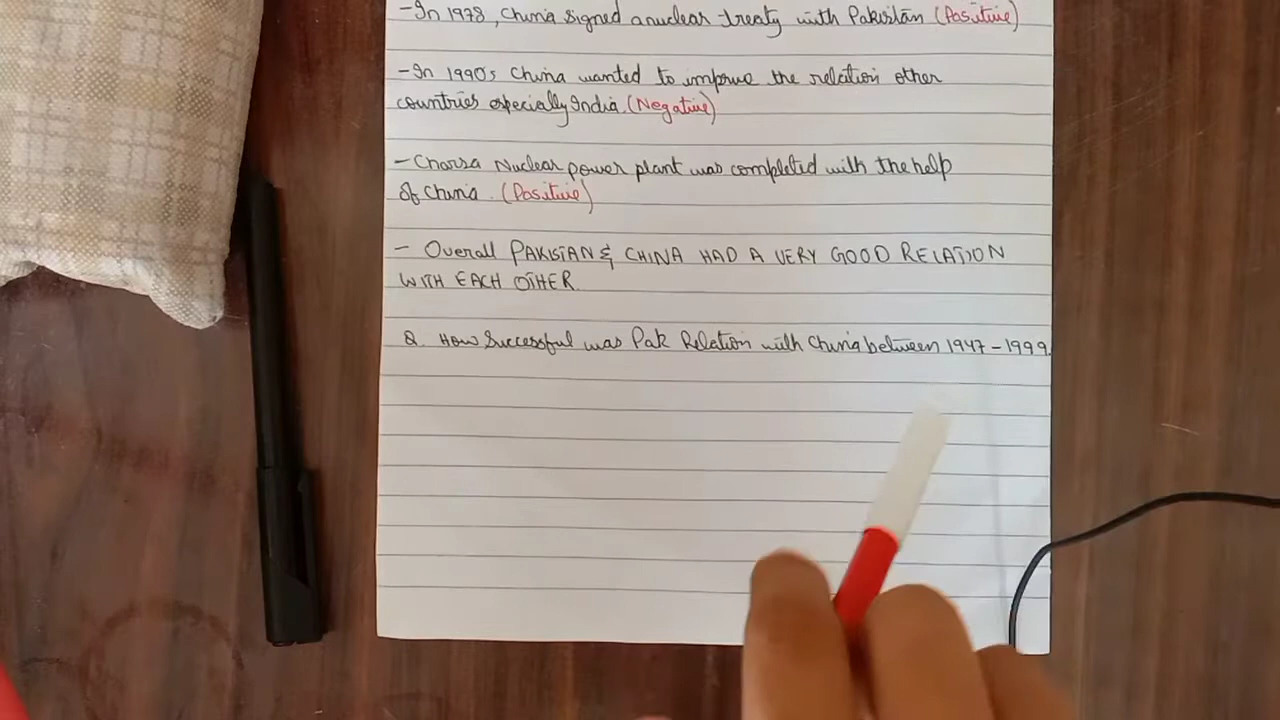 -In 1978, China signed a nuclear treaty with Pakistan (Positive)
-In 1990s China wanted to improve the relation other
countries especially India. (Negative)
-Chorsa Nuclear power plant was completed with the help
of China. (Positive)
- Overall PAKISTAN & CHINA HAD A VERY GOOD RELATION
WITH EACH OTHER.
Q. How Successful was Pak Relation with China between 1947-1999.